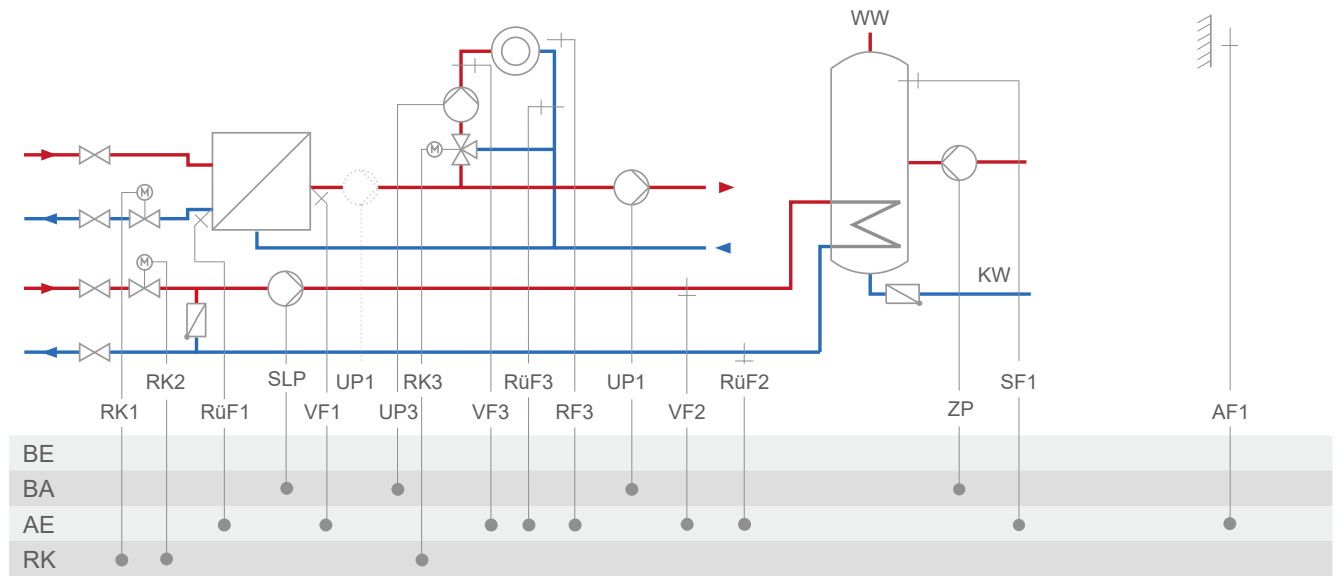 WW
M
M
M
KW
RK2 SLP UP1 RK3 RüF3 UP1 RüF2 SF1
RK1 RüF1 VF1 UP3 VF3 RF3 VF2 ZP AF1
BE
BA
AE
RK